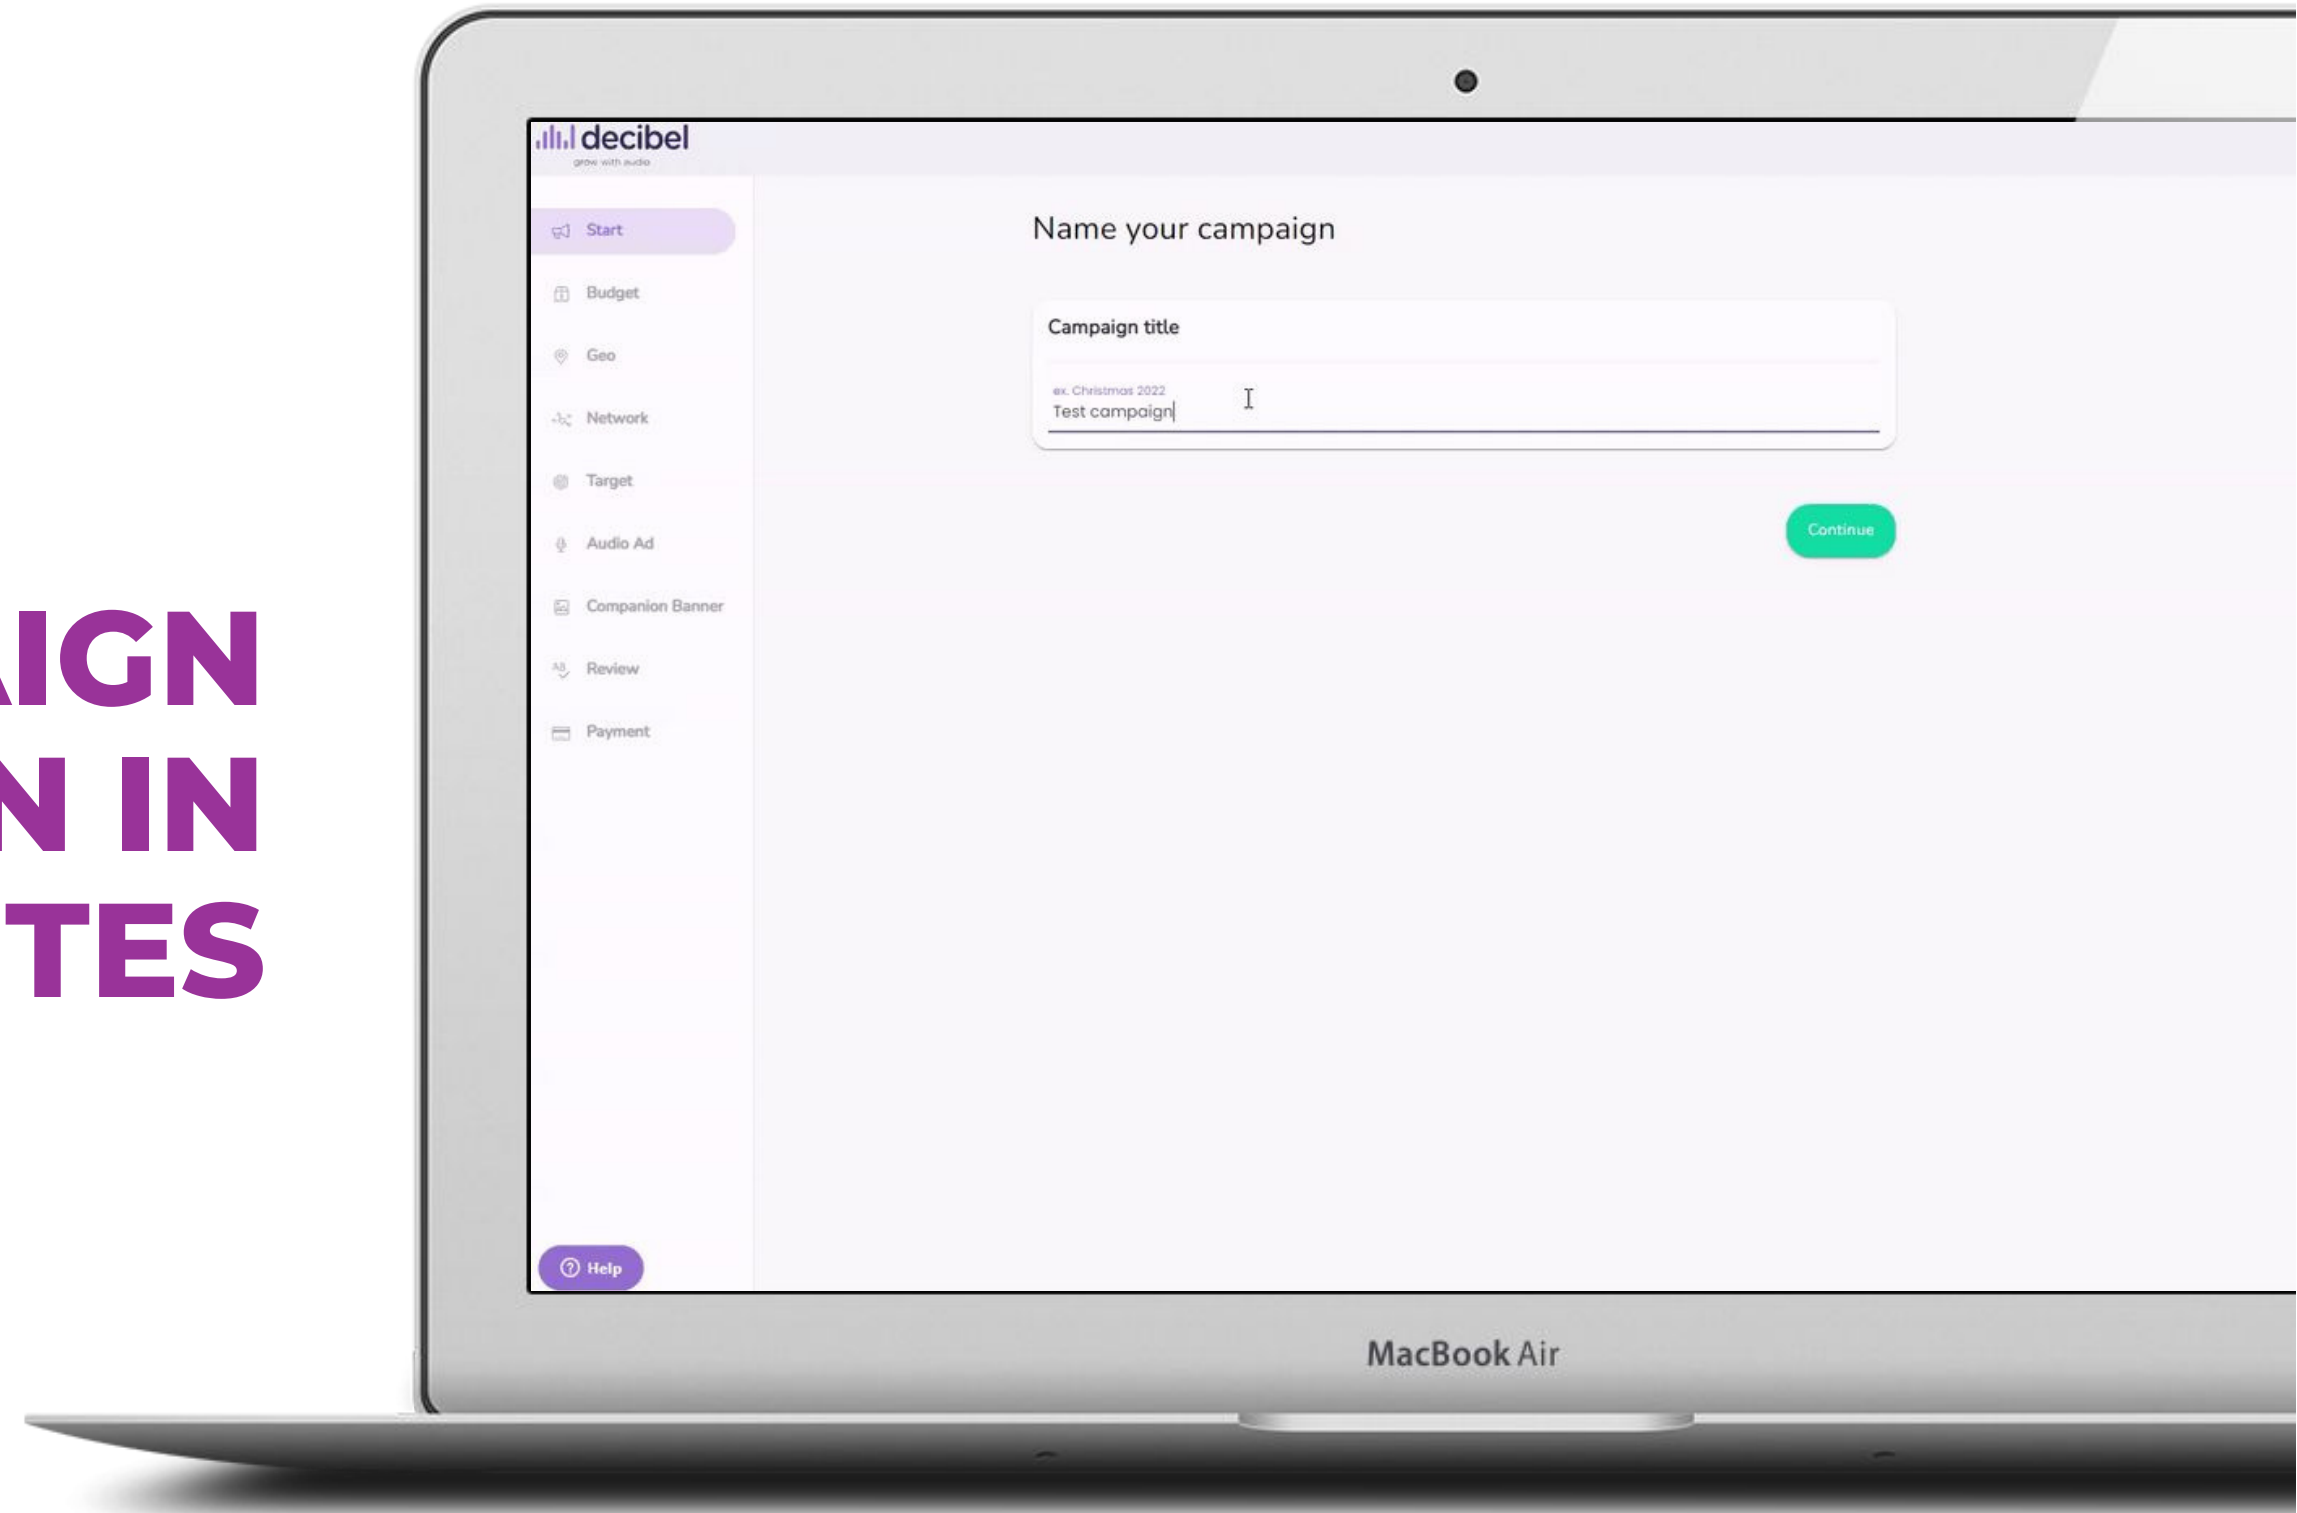 decibel
grow with audio
Start
Budget
Geo
Network
Target
Audio Ad
Companion Banner
Review
Payment
Help
Name your campaign
Campaign title
ex. Christmas 2022
Test campaign
Continue
AIGN
N IN
TES
MacBook Air